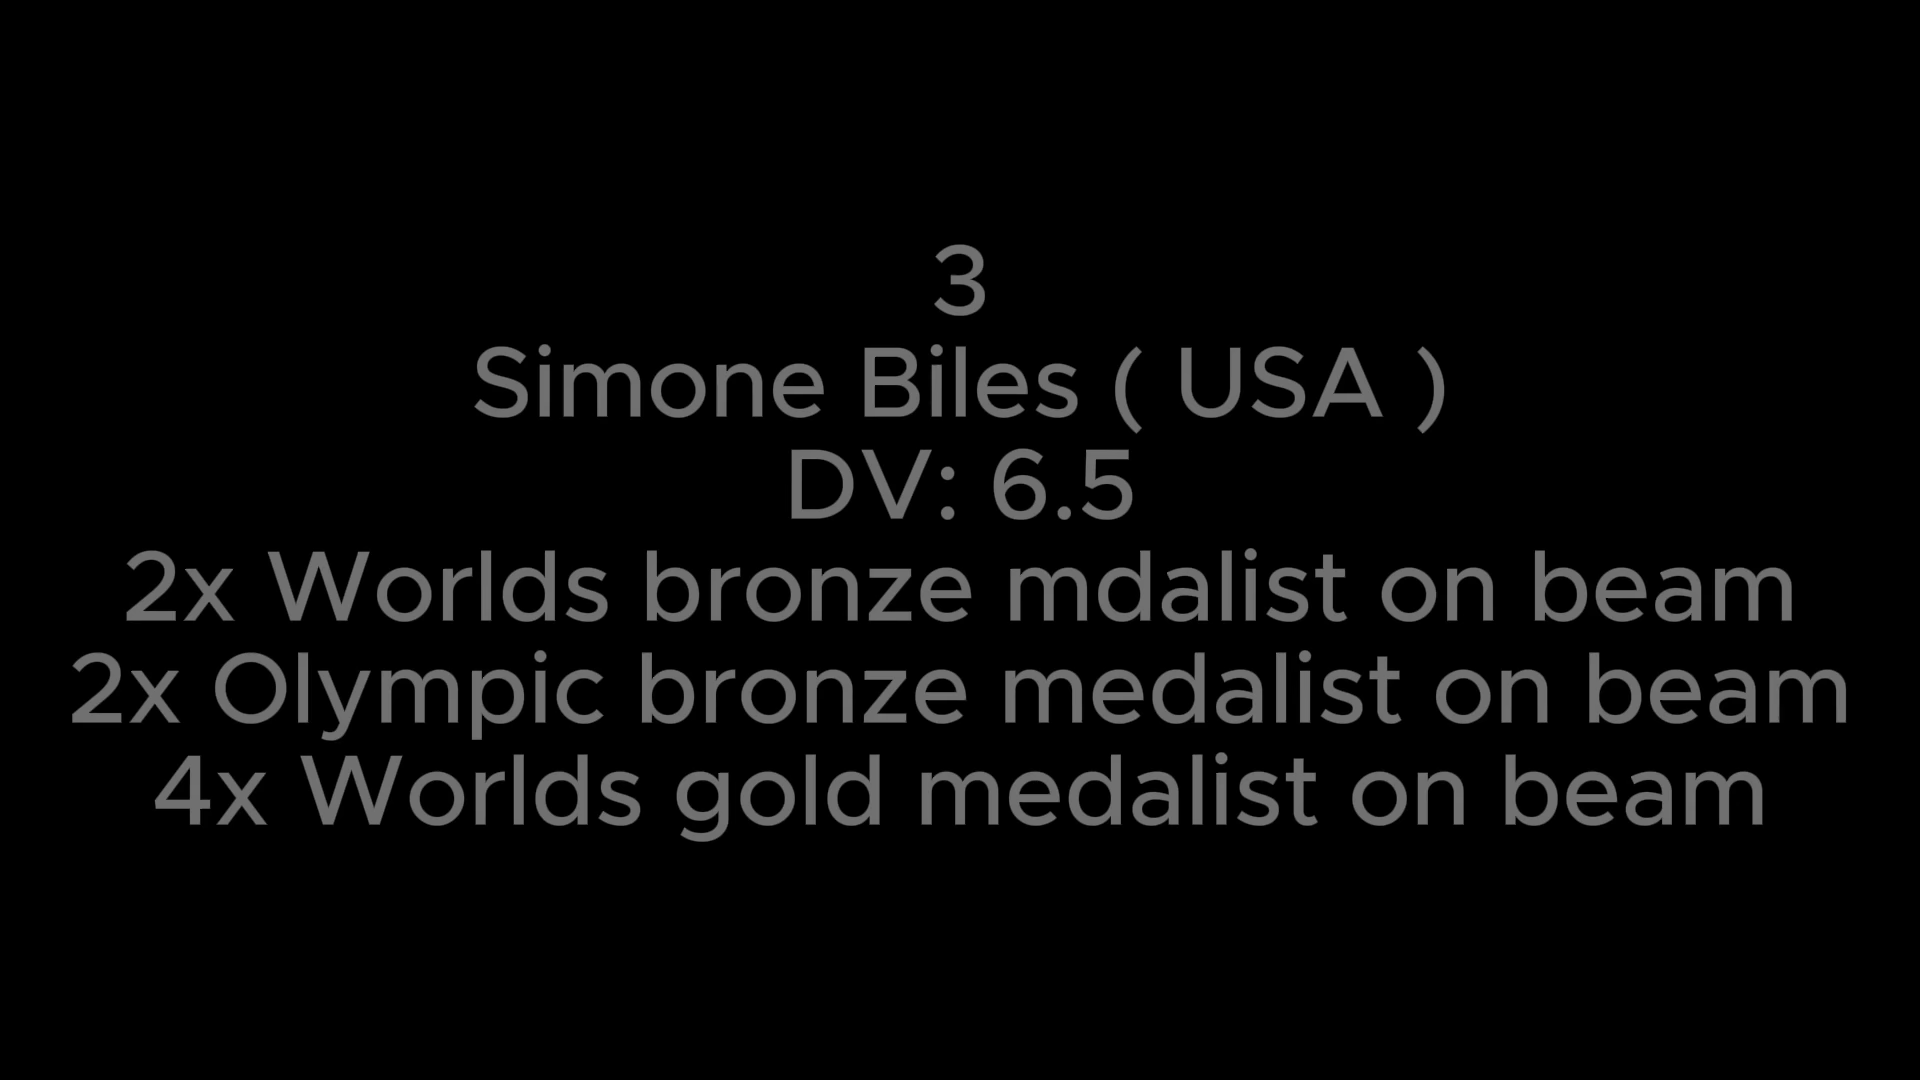 3
Simone Biles ( USA )
DV: 6.5
2x Worlds bronze mdalist on beam
2x Olympic bronze medalist on beam
4x Worlds gold medalist on beam